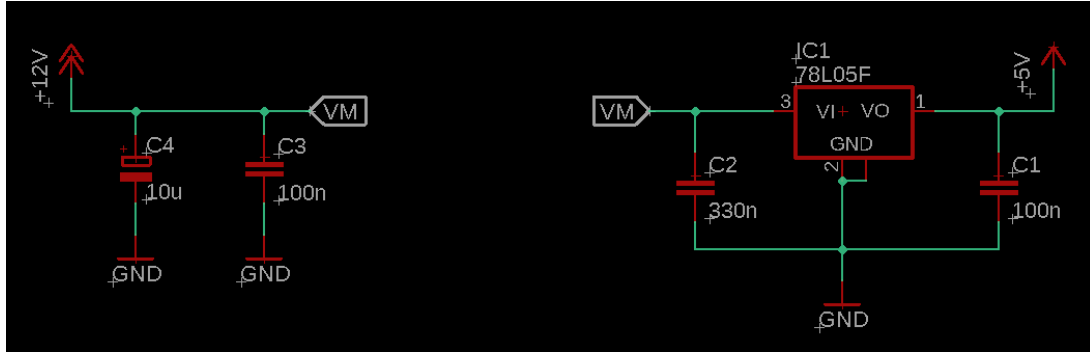 +12V
C4
10u
GND
C3
100n
GND
VM
VM
C2
330n
IC1
78L05F
3
VI
VO
1
GND
2
GND
+5V
C1
100n